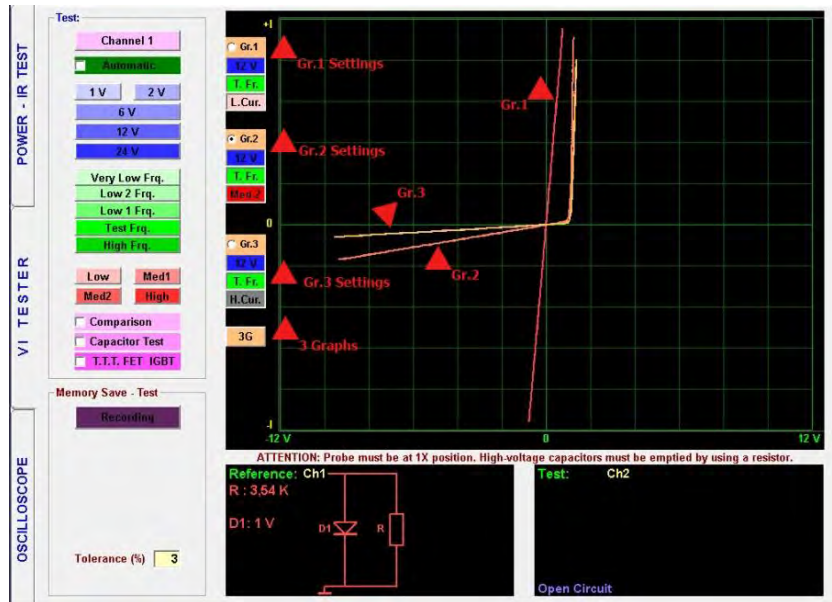 POWER - IR TEST
VI TESTER
OSCILLOSCOPE
Test:
Channel 1
Automatic
1 V
2 V
6 V
12 V
24 V
Very Low Frq.
Low 2 Frq.
Low 1 Frq.
Test Frq.
High Frq.
Low
Med1
Med2
High
Comparison
Capacitor Test
T.T.T. FET IGBT
Memory Save - Test
Recording
Tolerance (%) 3
Gr.1
12 V
T. Fr.
L.Cur.
Gr.2
12 V
T. Fr.
Med-2
Gr.3
12 V
T. Fr.
H.Cur.
3G
+1
0
-1
-12 V
0
12 V
Gr.1 Settings
Gr.2 Settings
Gr.3 Settings
3 Graphs
Gr.1
Gr.3
Gr.2
ATTENTION: Probe must be at 1X position. High-voltage capacitors must be emptied by using a resistor.
Reference: Ch1
R : 3,54 K
D1: 1 V
D1
R
Test: Ch2
Open Circuit